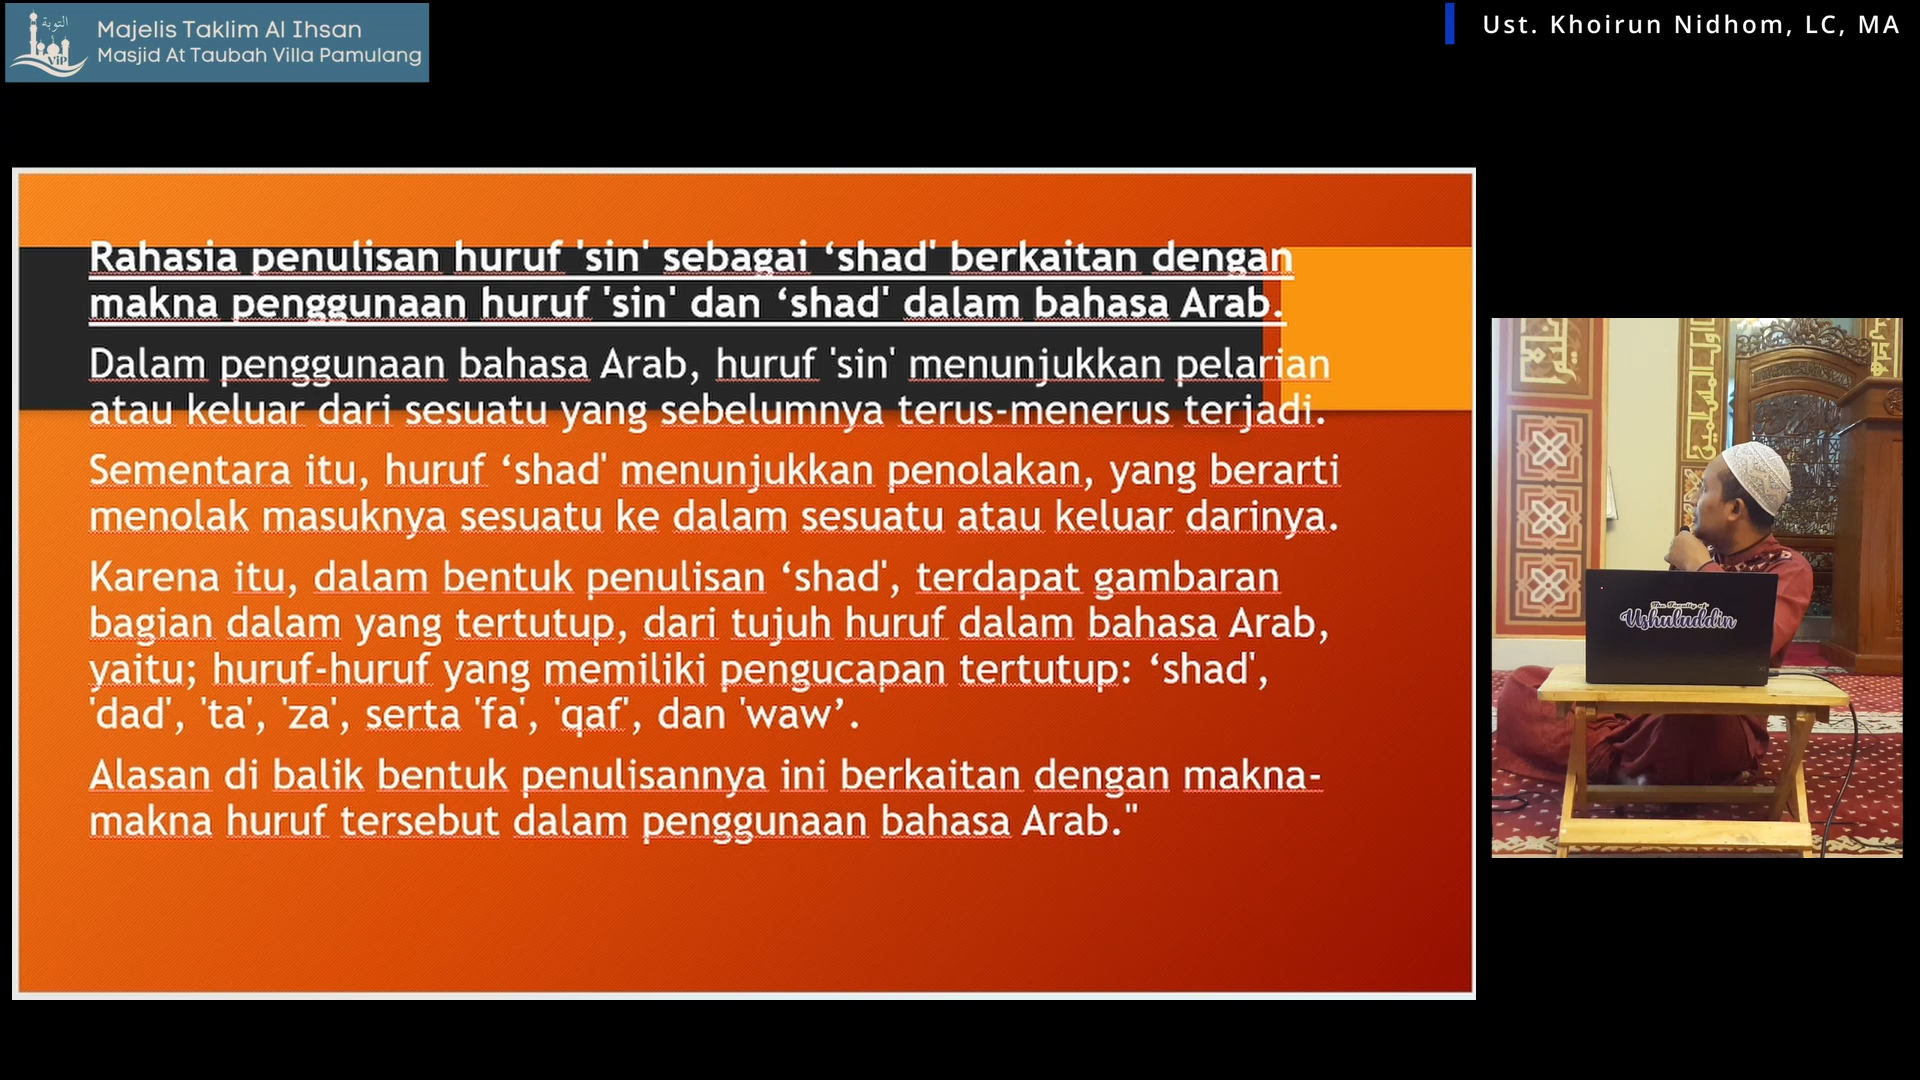 التوبة
ViP
Majelis Taklim Al Ihsan
Masjid At Taubah Villa Pamulang
Ust. Khoirun Nidhom, LC, MA
Rahasia penulisan huruf 'sin' sebagai ‘shad' berkaitan dengan
makna penggunaan huruf 'sin' dan ‘shad' dalam bahasa Arab.
Dalam penggunaan bahasa Arab, huruf 'sin' menunjukkan pelarian
atau keluar dari sesuatu yang sebelumnya terus-menerus terjadi.
Sementara itu, huruf ‘shad' menunjukkan penolakan, yang berarti
menolak masuknya sesuatu ke dalam sesuatu atau keluar darinya.
Karena itu, dalam bentuk penulisan ‘shad', terdapat gambaran
bagian dalam yang tertutup, dari tujuh huruf dalam bahasa Arab,
yaitu; huruf-huruf yang memiliki pengucapan tertutup: ‘shad',
'dad', 'ta', 'za', serta 'fa', 'qaf', dan 'waw’.
Alasan di balik bentuk penulisannya ini berkaitan dengan makna-
makna huruf tersebut dalam penggunaan bahasa Arab."
The Faculty of
Ushuluddin